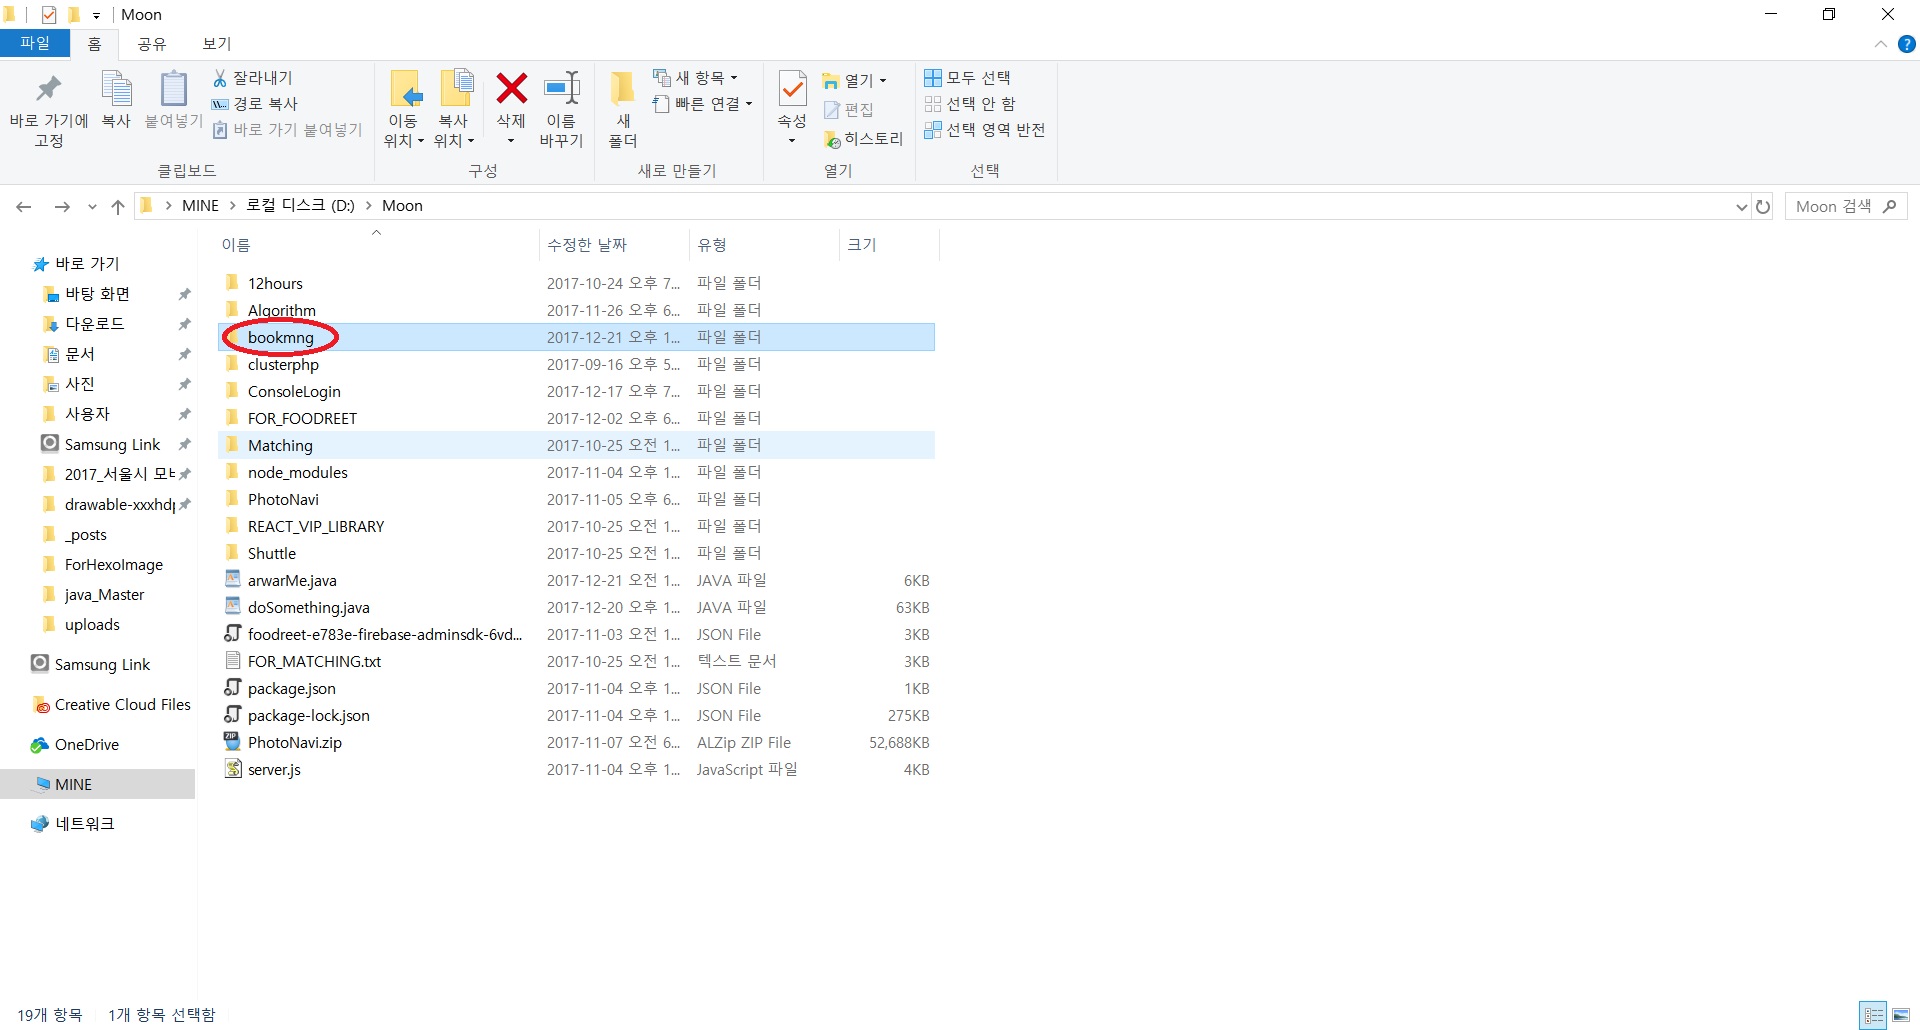 Moon
파일 홈 공유 보기
바로 가기에 고정
복사
붙여넣기
잘라내기
경로 복사
바로 가기 붙여넣기
클립보드
이동 위치
복사 위치
삭제
이름 바꾸기
구성
새 폴더
새 항목
빠른 연결
새로 만들기
속성
열기
편집
히스토리
열기
모두 선택
선택 안 함
선택 영역 반전
선택
MINE > 로컬 디스크 (D:) > Moon
Moon 검색
바로 가기
바탕 화면
다운로드
문서
사진
사용자
Samsung Link
2017_서울시 모
drawable-xxxhd
_posts
ForHexoImage
java_Master
uploads
Samsung Link
Creative Cloud Files
OneDrive
MINE
네트워크
이름 수정한 날짜 유형 크기
12hours 2017-10-24 오후 7... 파일 폴더
Algorithm 2017-11-26 오후 6... 파일 폴더
bookmng 2017-12-21 오후 1... 파일 폴더
clusterphp 2017-09-16 오후 5... 파일 폴더
ConsoleLogin 2017-12-17 오후 7... 파일 폴더
FOR_FOODREET 2017-12-02 오후 6... 파일 폴더
Matching 2017-10-25 오전 1... 파일 폴더
node_modules 2017-11-04 오후 1... 파일 폴더
PhotoNavi 2017-11-05 오후 6... 파일 폴더
REACT_VIP_LIBRARY 2017-10-25 오전 1... 파일 폴더
Shuttle 2017-10-25 오전 1... 파일 폴더
arwarMe.java 2017-12-21 오전 1... JAVA 파일 6KB
doSomething.java 2017-12-20 오후 1... JAVA 파일 63KB
foodreet-e783e-firebase-adminsdk-6vd... 2017-11-03 오전 1... JSON File 3KB
FOR_MATCHING.txt 2017-10-25 오전 1... 텍스트 문서 3KB
package.json 2017-11-04 오후 1... JSON File 1KB
package-lock.json 2017-11-04 오후 1... JSON File 275KB
PhotoNavi.zip 2017-11-07 오전 6... ALZip ZIP File 52,688KB
server.js 2017-11-04 오후 1... JavaScript 파일 4KB
19개 항목 1개 항목 선택함